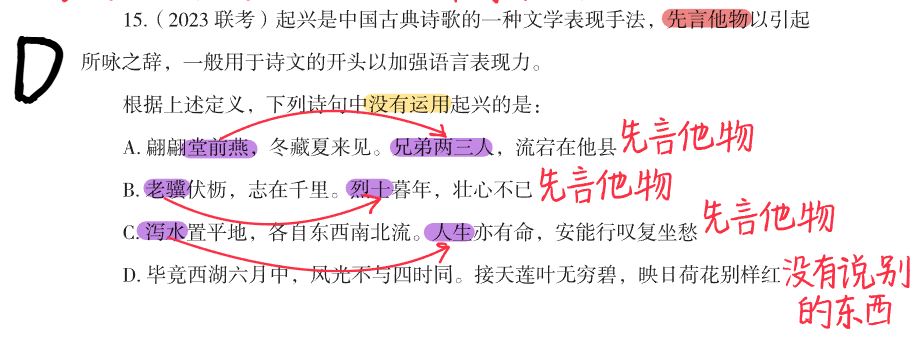 15.（2023 联考）起兴是中国古典诗歌的一种文学表现手法，先言他物以引起
所咏之辞，一般用于诗文的开头以加强语言表现力。
D
根据上述定义，下列诗句中没有运用起兴的是：
A. 翩翩堂前燕，冬藏夏来见。兄弟两三人，流宕在他县 先言他物
B. 老骥伏枥，志在千里。烈士暮年，壮心不已 先言他物
C. 泻水置平地，各自东西南北流。人生亦有命，安能行叹复坐愁 先言他物
D. 毕竟西湖六月中，风光不与四时同。接天莲叶无穷碧，映日荷花别样红 没有说别
的东西